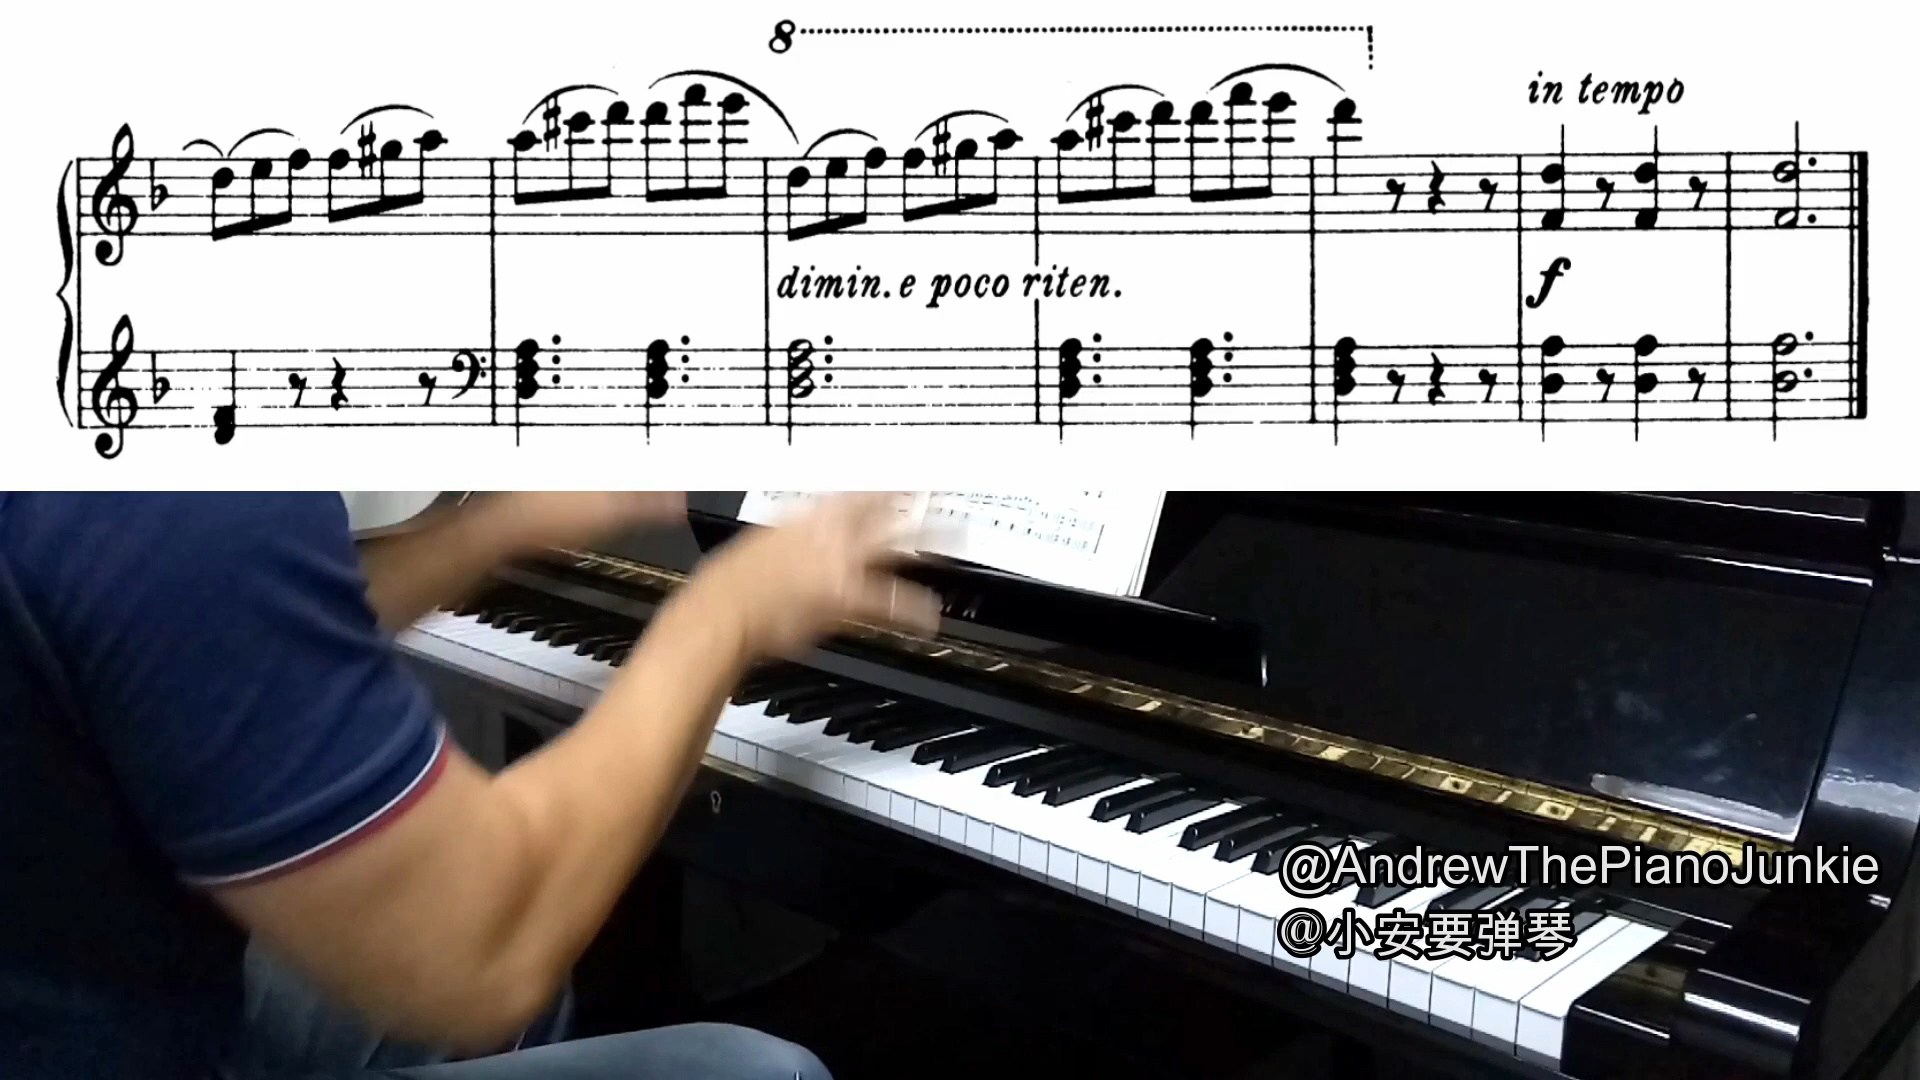 8
in tempo
dimin. e poco riten.
f
@AndrewThePianoJunkie
@小安要弹琴